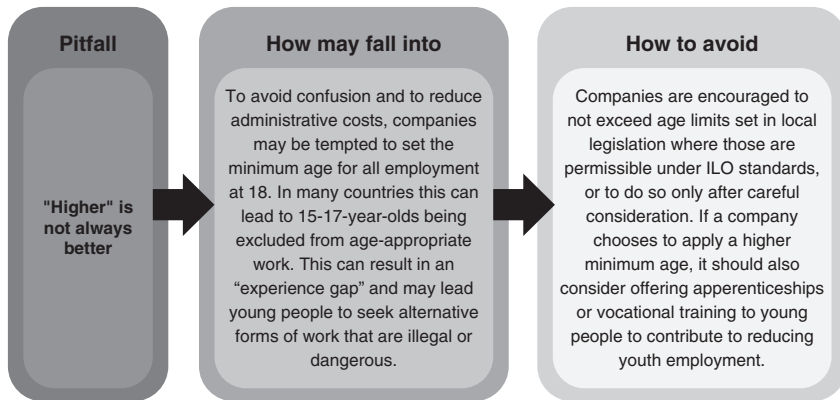 Pitfall
"Higher" is
not always
better
How may fall into
To avoid confusion and to reduce
administrative costs, companies
may be tempted to set the
minimum age for all employment
at 18. In many countries this can
lead to 15-17-year-olds being
excluded from age-appropriate
work. This can result in an
“experience gap” and may lead
young people to seek alternative
forms of work that are illegal or
dangerous.
How to avoid
Companies are encouraged to
not exceed age limits set in local
legislation where those are
permissible under ILO standards,
or to do so only after careful
consideration. If a company
chooses to apply a higher
minimum age, it should also
consider offering apperenticeships
or vocational training to young
people to contribute to reducing
youth employment.